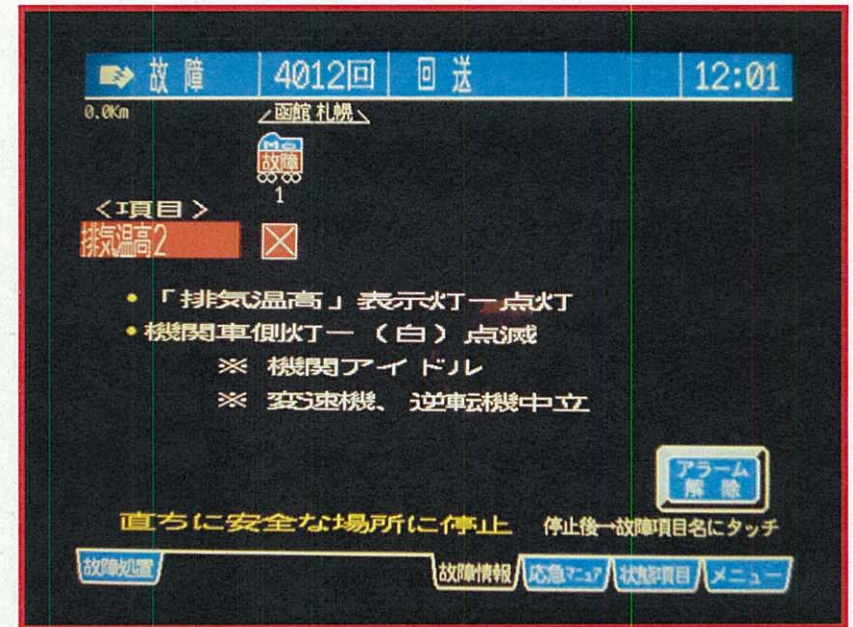 故障 4012回 回送 12:01
0.0Km 函館 札幌
故障
1
<項目>
排気温高2
• 「排気温高」表示灯ー点灯
• 機関車側灯ー(白)点滅
※ 機関アイドル
※ 変速機、逆転機中立
アラーム
解除
直ちに安全な場所に停止 停止後→故障項目名にタッチ
故障処置 故障情報 応急マニュアル 状態項目 メニュー